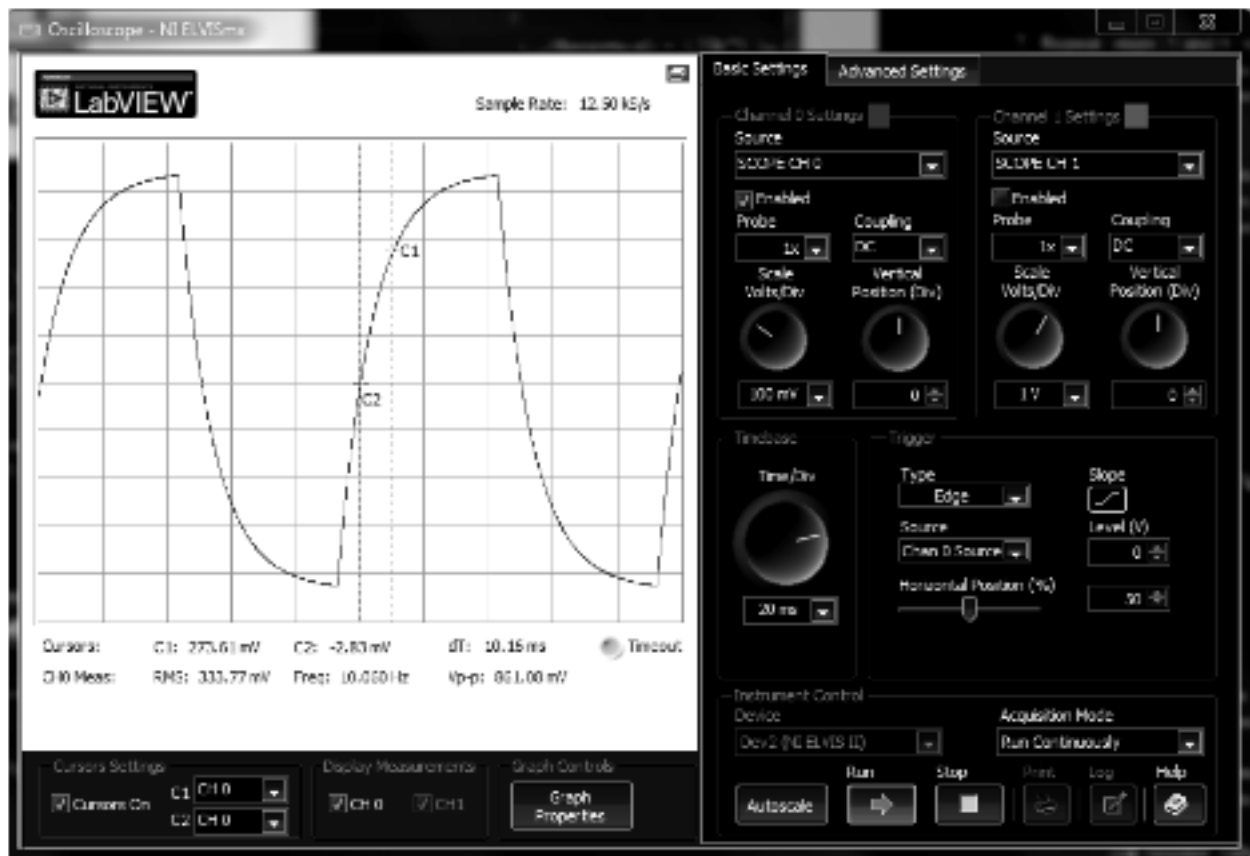 Oscilloscope - NI ELVISmx
LabVIEW
Sample Rate: 12.50 kS/s
C1
C2
Cursors: C1: 273.61 mV C2: -2.83 mV dT: 10.15 ms Timeout
CH0 Meas: RMS: 333.77 mV Freq: 10.060 Hz Vp-p: 861.08 mV
Cursors Settings
Cursors On
C1 CH 0
C2 CH 0
Display Measurements
CH 0 CH1
Graph Controls
Graph
Properties
Basic Settings Advanced Settings
Channel 0 Settings
Source
SCOPE CH 0
Enabled
Probe Coupling
1x DC
Scale Vertical
Volts/Div Position (Div)
100 mV 0
Channel 1 Settings
Source
SCOPE CH 1
Enabled
Probe Coupling
1x DC
Scale Vertical
Volts/Div Position (Div)
1 V 0
Timebase
Time/Div
20 ms
Trigger
Type Slope
Edge
Source Level (V)
Chan 0 Source 0
Horizontal Position (%)
50
Instrument Control
Device Acquisition Mode
Dev2 (NI ELVIS II) Run Continuously
Run Stop Print Log Help
Autoscale